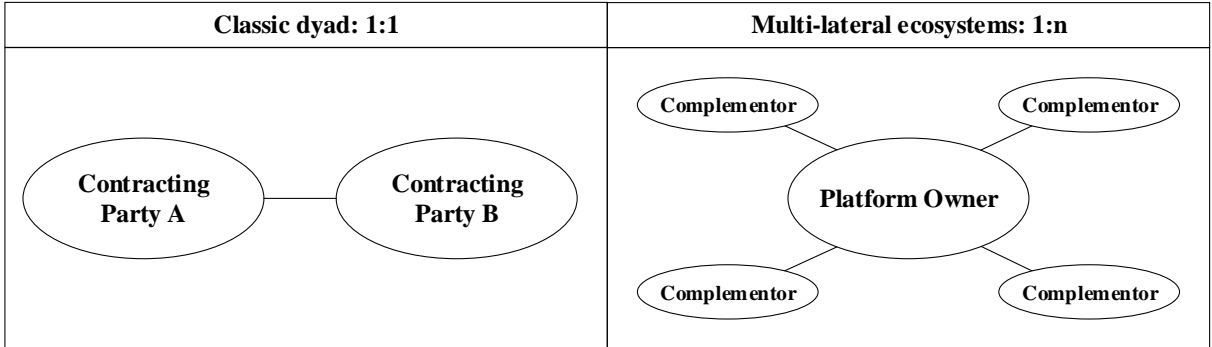 Classic dyad: 1:1
Multi-lateral ecosystems: 1:n
Contracting
Party A
Contracting
Party B
Complementor
Complementor
Platform Owner
Complementor
Complementor